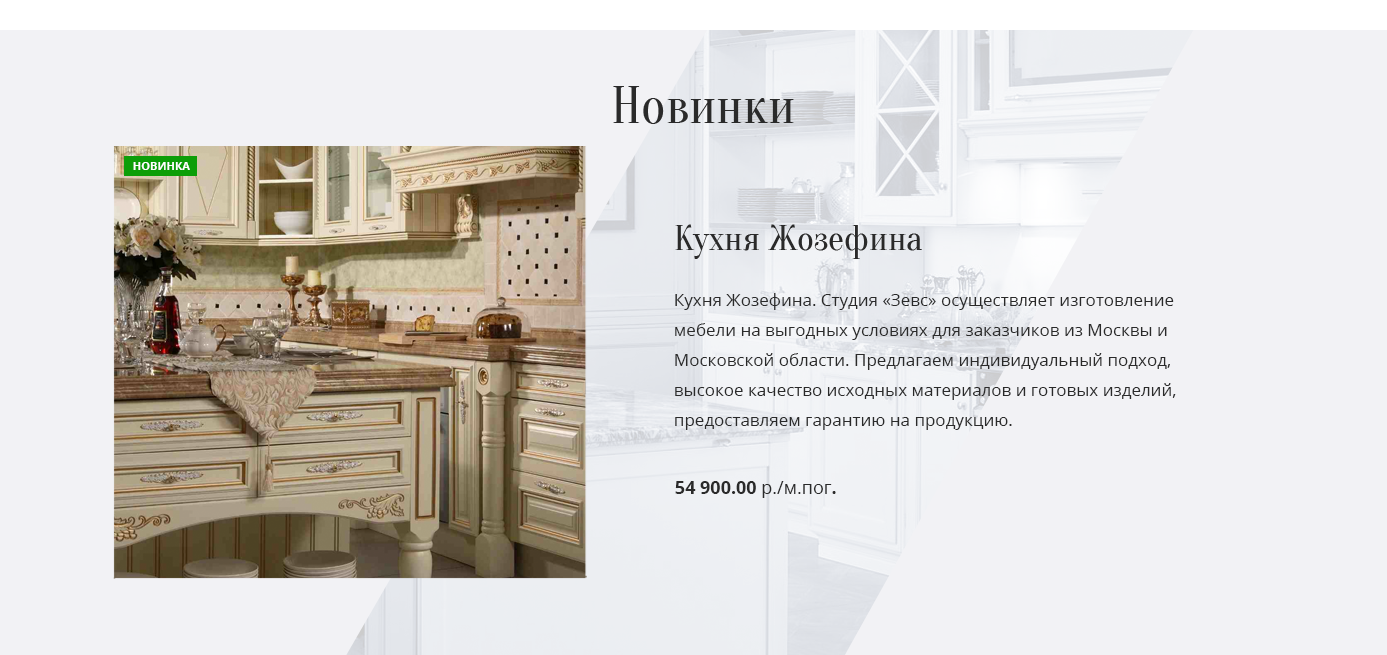 Новинки
НОВИНКА
Кухня Жозефина
Кухня Жозефина. Студия «Зевс» осуществляет изготовление
мебели на выгодных условиях для заказчиков из Москвы и
Московской области. Предлагаем индивидуальный подход,
высокое качество исходных материалов и готовых изделий,
предоставляем гарантию на продукцию.
54 900.00 р./м.пог.